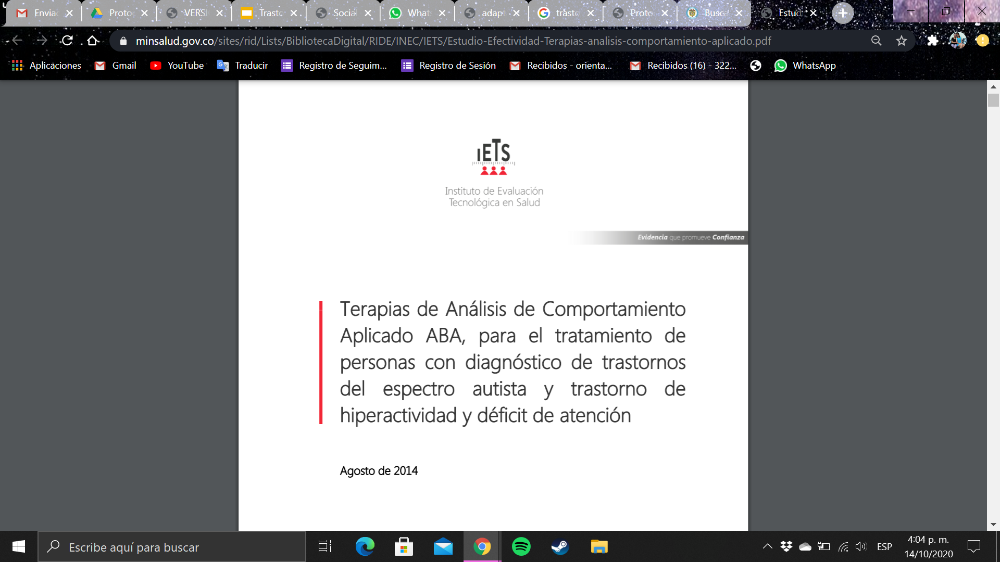 Envia
Proto
VERSI
Trasto
Social
What
adap
trasto
Proto
Busca
Estud
minsalud.gov.co/sites/rid/Lists/BibliotecaDigital/RIDE/INEC/IETS/Estudio-Efectividad-Terapias-analisis-comportamiento-aplicado.pdf
Aplicaciones
Gmail
YouTube
Traducir
Registro de Seguim...
Registro de Sesión
Recibidos - orienta...
Recibidos (16) - 322...
WhatsApp
IETS
Instituto de Evaluación
Tecnológica en Salud
Evidencia que promueve Confianza
Terapias de Análisis de Comportamiento
Aplicado ABA, para el tratamiento de
personas con diagnóstico de trastornos
del espectro autista y trastorno de
hiperactividad y déficit de atención
Agosto de 2014
Escribe aquí para buscar
ESP
4:04 p. m.
14/10/2020